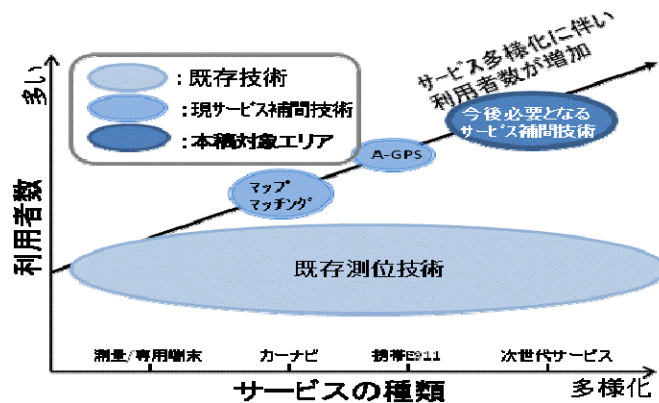 サービス多様化に伴い
利用者数が増加
多い
:既存技術
:現サービス補間技術
:本稿対象エリア
今後必要となる
サービス補間技術
A-GPS
マップ
マッチング
利用者数
既存測位技術
測量/専用端末
カーナビ
携帯E911
次世代サービス
サービスの種類
多様化